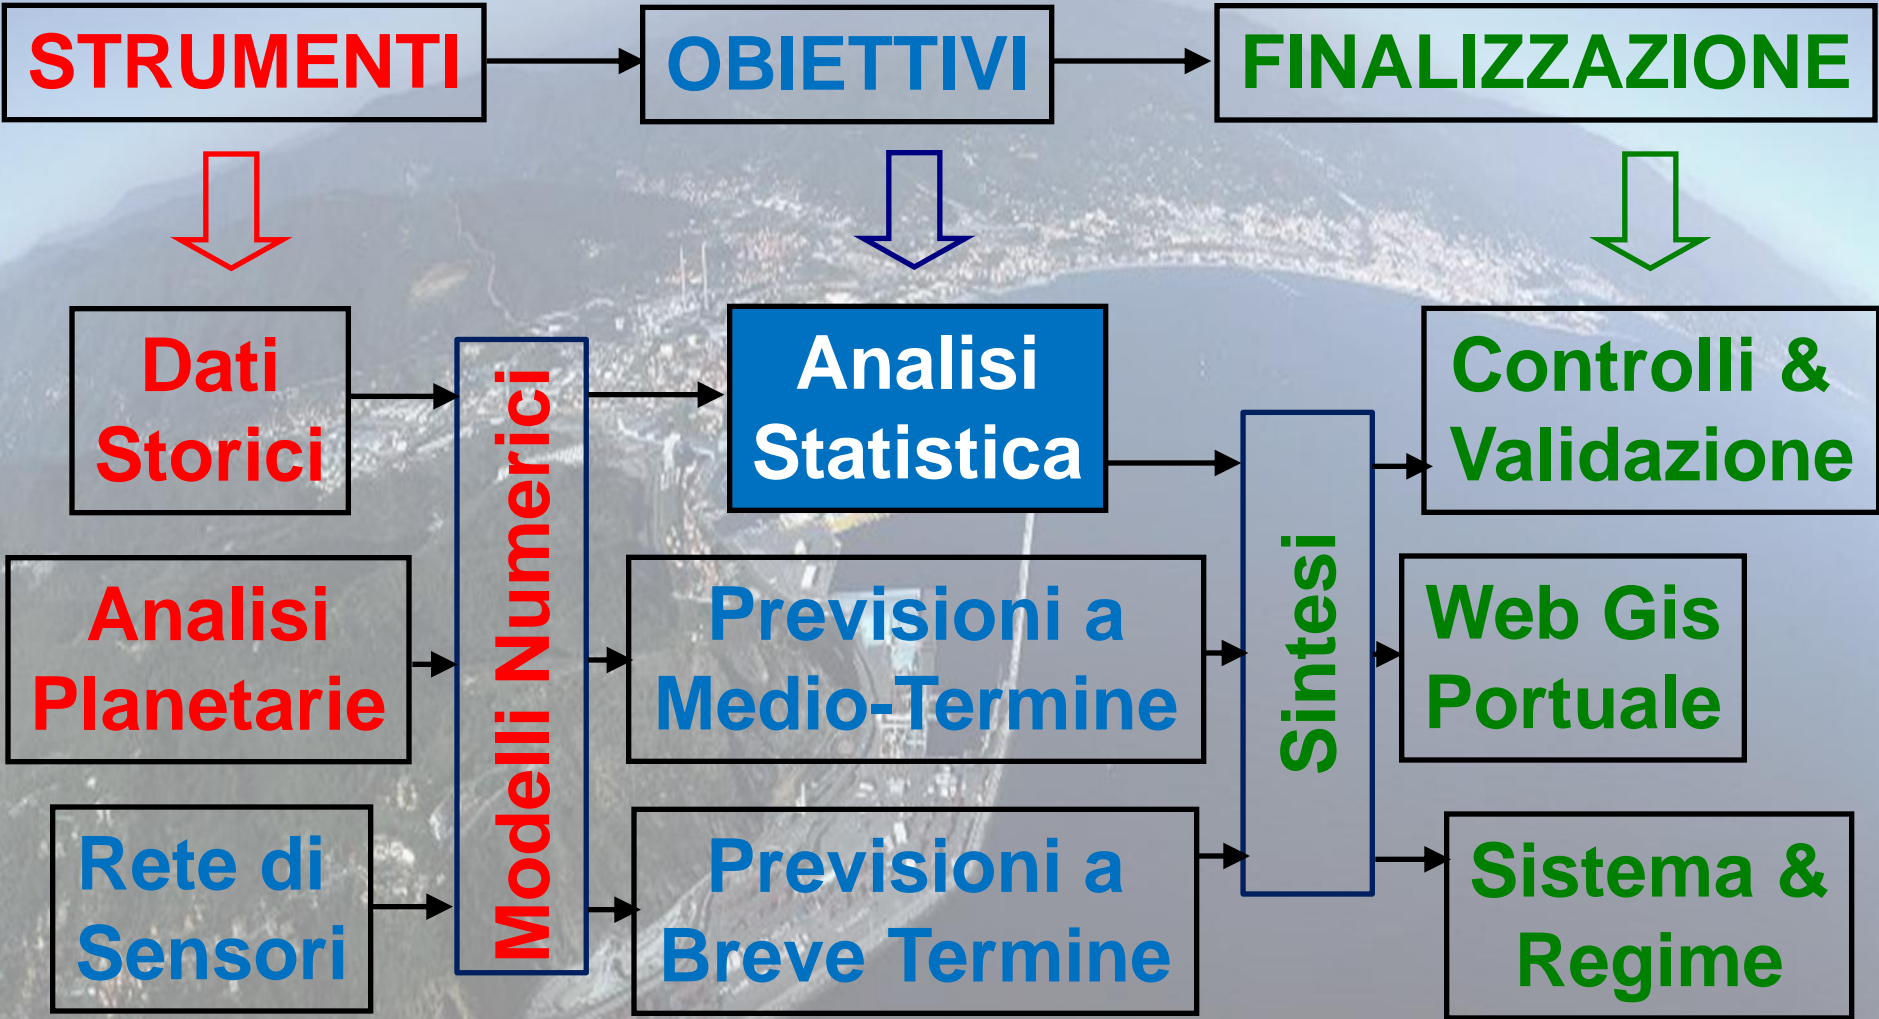 STRUMENTI
OBIETTIVI
FINALIZZAZIONE
Dati
Storici
Analisi
Planetarie
Rete di
Sensori
Modelli Numerici
Analisi
Statistica
Previsioni a
Medio-Termine
Previsioni a
Breve Termine
Sintesi
Controlli &
Validazione
Web Gis
Portuale
Sistema &
Regime